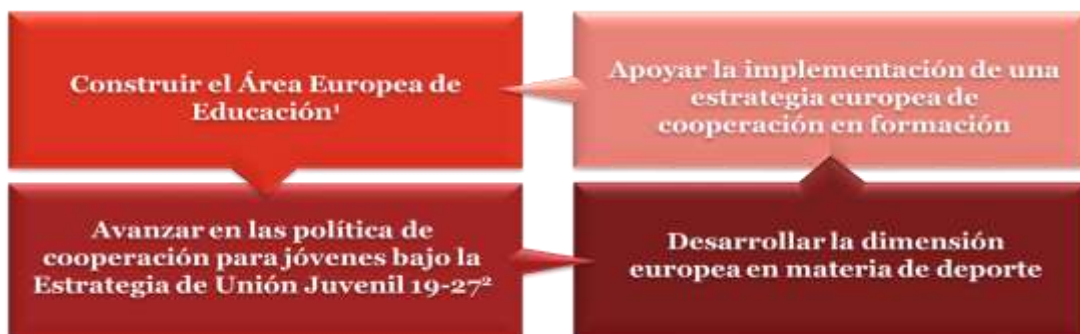 Construir el Área Europea de
Educación¹
Apoyar la implementación de una
estrategia europea de
cooperación en formación
Avanzar en las política de
cooperación para jóvenes bajo la
Estrategia de Unión Juvenil 19-27²
Desarrollar la dimensión
europea en materia de deporte